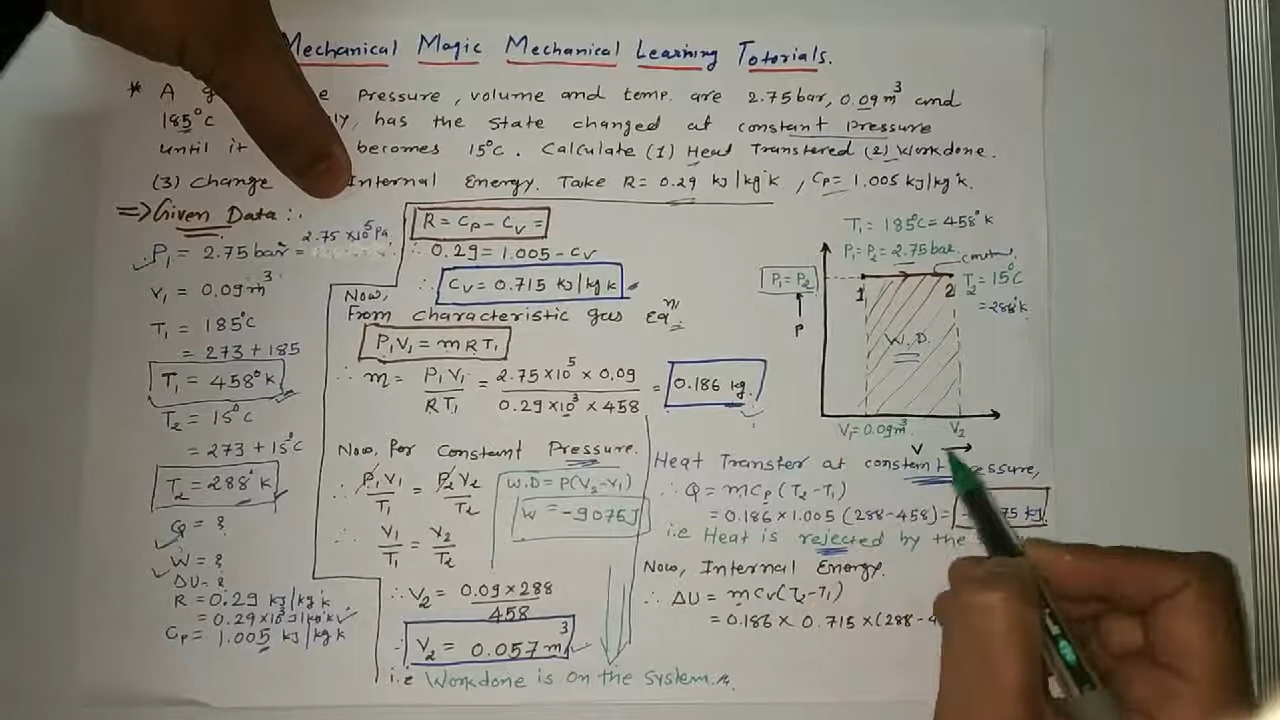 Mechanical Magic Mechanical Learning Tutorials.
* A Pressure, volume and temp. are 2.75 bar, 0.09 m³ and
185°C has the state changed at constant pressure
until it becomes 15°C. Calculate (1) Heat Transfered (2) Workdone.
(3) Change Internal Energy. Take R = 0.29 kJ/kg k, Cp = 1.005 kJ/kg k.
=> Given Data :.
P₁ = 2.75 bar = 2.75 ×10⁵ Pa.
V₁ = 0.09 m³
T₁ = 185°C
= 273 + 185
T₁ = 458° K
T₂ = 15°C
= 273 + 15°C
T₂ = 288° K
Q = ?
W = ?
ΔU = ?
R = 0.29 kJ/kg k
= 0.29×10³ J/kg k
Cp = 1.005 kJ/kg k
R = Cp - Cv =
∴ 0.29 = 1.005 - Cv
∴ Cv = 0.715 kJ/kg k
Now,
From characteristic gas Eqⁿ
P₁V₁ = mRT₁
∴ m = P₁V₁ / RT₁ = 2.75×10⁵ × 0.09 / 0.29×10³ × 458 = 0.186 kg.
Now, for Constant Pressure.
∴ P₁V₁ / T₁ = P₂V₂ / T₂
∴ V₁ / T₁ = V₂ / T₂
∴ V₂ = 0.09 × 288 / 458
∴ V₂ = 0.057 m³
W.D = P(V₂-V₁)
W = -9075J
i.e Workdone is on the system.
T₁ = 185°C = 458°K
P₁ = P₂ = 2.75 bar
P₁ = P₂
1
2
T₂ = 15°C
= 288°K
P
W.D.
V₁ = 0.09m³
V₂
V
Heat Transfer at constant
∴ Q = mCp (T₂-T₁)
= 0.186 × 1.005 (288-458) =
i.e Heat is rejected by the
Now, Internal Energy.
∴ ΔU = mCv(T₂-T₁)
= 0.186 × 0.715 × (288-4